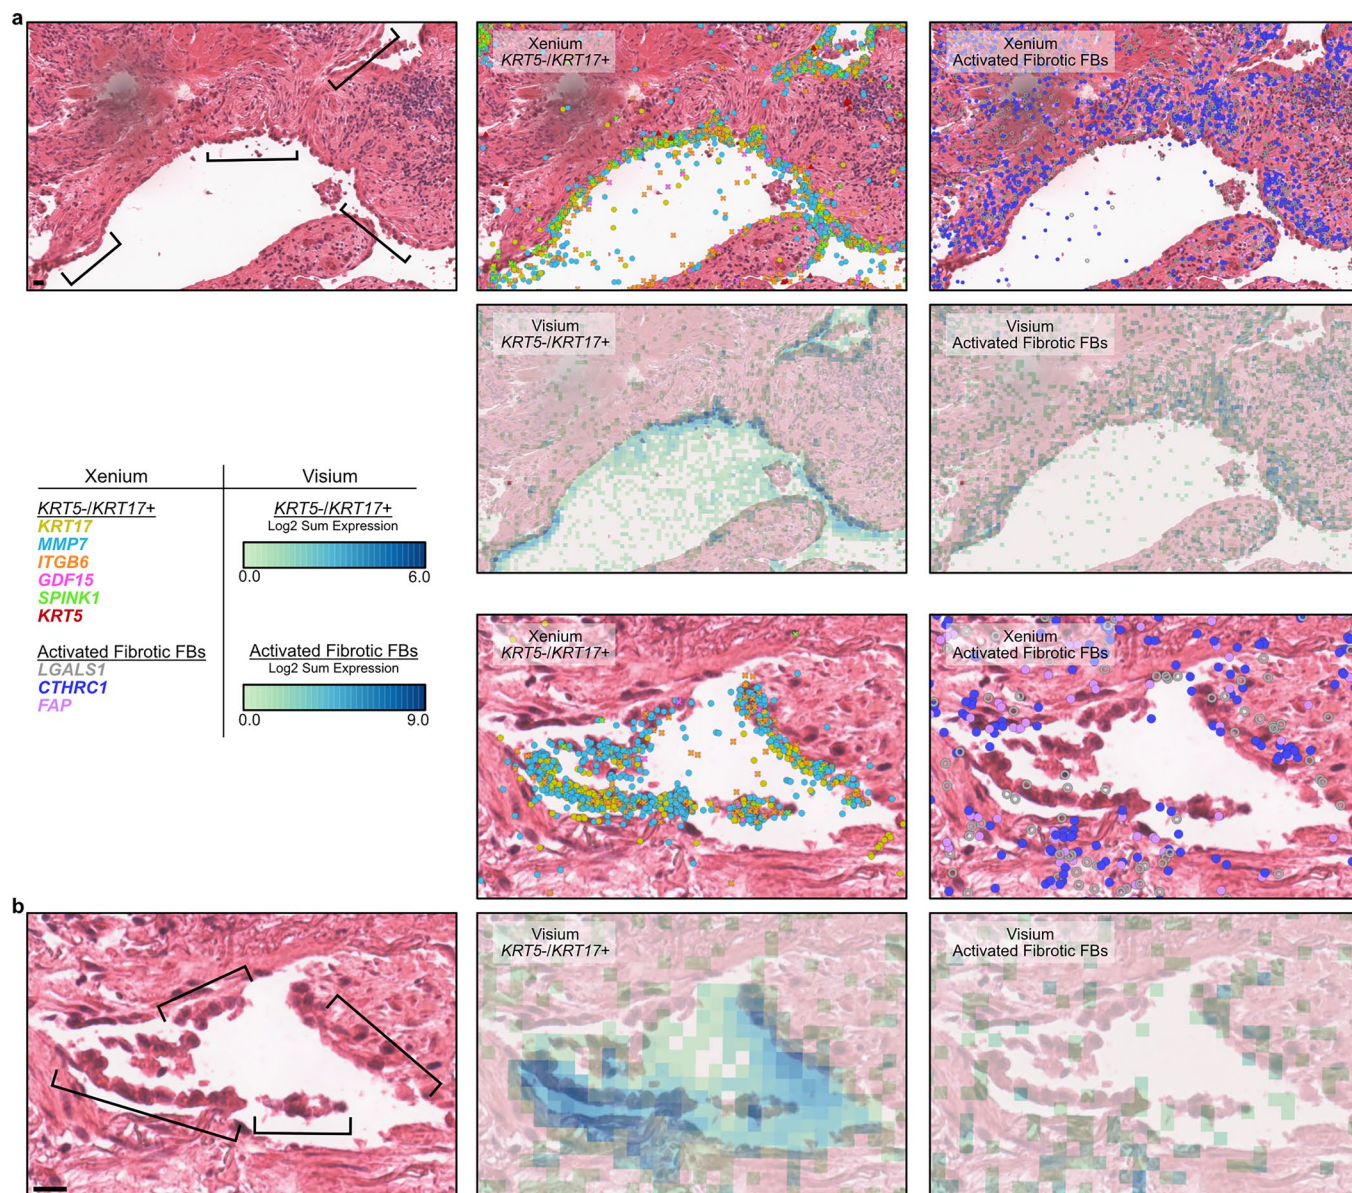 a
Xenium
KRT5-/KRT17+
Xenium
Activated Fibrotic FBs
Visium
KRT5-/KRT17+
Visium
Activated Fibrotic FBs
Xenium
Visium
KRT5-/KRT17+
KRT17
MMP7
ITGB6
GDF15
SPINK1
KRT5
KRT5-/KRT17+
Log2 Sum Expression
0.0 6.0
Activated Fibrotic FBs
LGALS1
CTHRC1
FAP
Activated Fibrotic FBs
Log2 Sum Expression
0.0 9.0
Xenium
KRT5-/KRT17+
Xenium
Activated Fibrotic FBs
b
Visium
KRT5-/KRT17+
Visium
Activated Fibrotic FBs